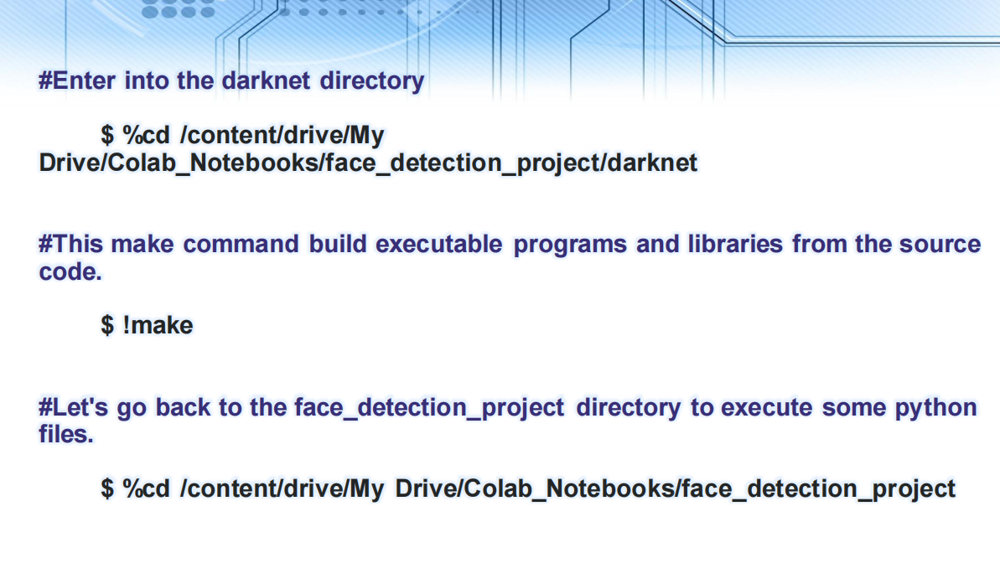 #Enter into the darknet directory
$ %cd /content/drive/My
Drive/Colab_Notebooks/face_detection_project/darknet
#This make command build executable programs and libraries from the source
code.
$ !make
#Let's go back to the face_detection_project directory to execute some python
files.
$ %cd /content/drive/My Drive/Colab_Notebooks/face_detection_project